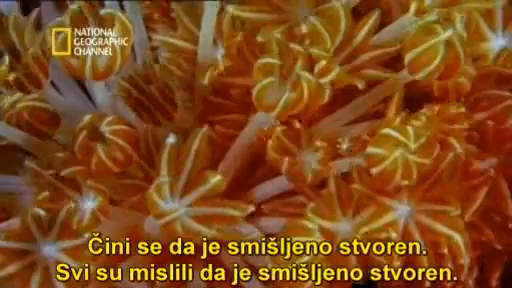 NATIONAL
GEOGRAPHIC
CHANNEL
Čini se da je smišljeno stvoren.
Svi su mislili da je smišljeno stvoren.